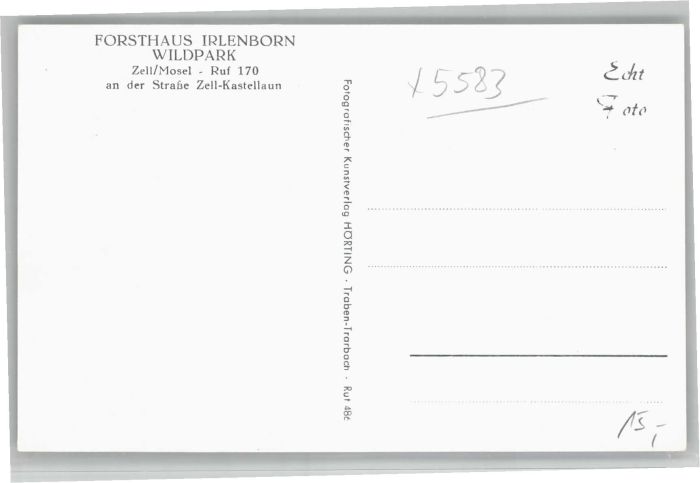 FORSTHAUS IRLENBORN
WILDPARK
Zell/Mosel - Ruf 170
an der Straße Zell-Kastellaun
Fotografischer Kunstverlag HÖRTING · Traben-Trarbach · Ruf 486
x5583
Echt
Foto
15,-